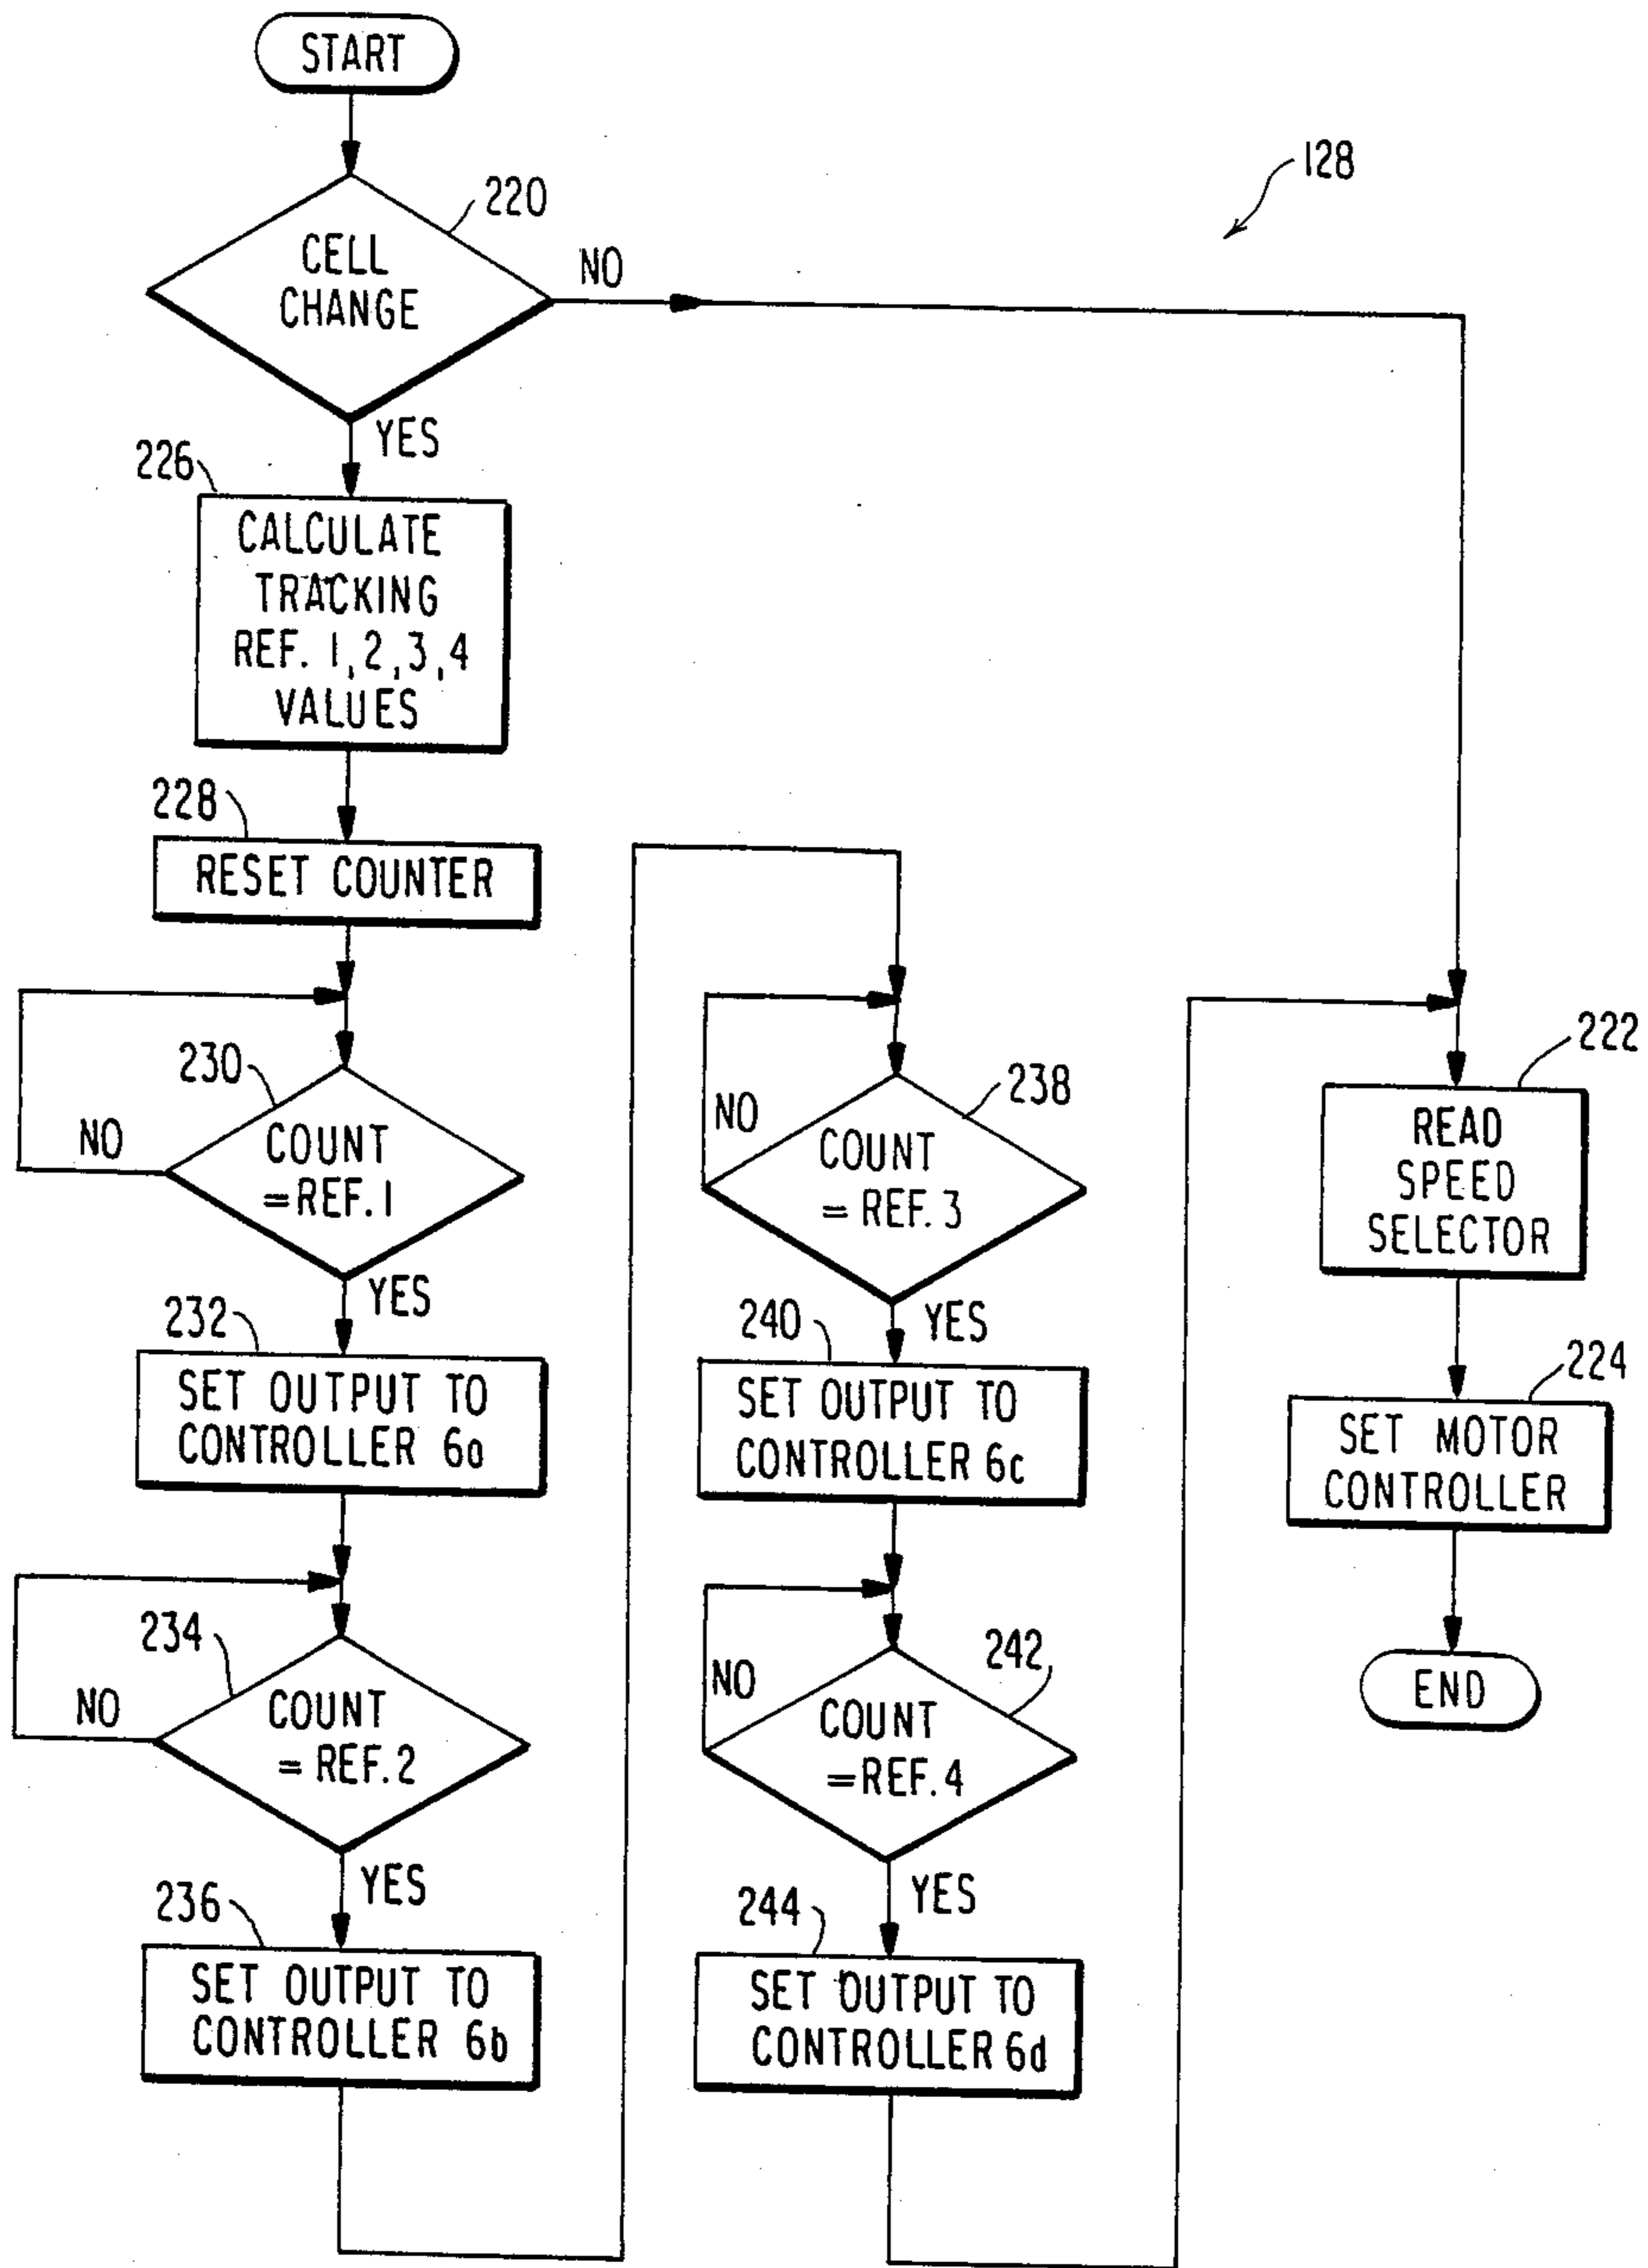 START
128
220
CELL
CHANGE
NO
YES
226
CALCULATE
TRACKING
REF. 1, 2, 3, 4
VALUES
228
RESET COUNTER
230
NO
COUNT
= REF. 1
YES
232
SET OUTPUT TO
CONTROLLER 6a
234
NO
COUNT
= REF. 2
YES
236
SET OUTPUT TO
CONTROLLER 6b
238
NO
COUNT
= REF. 3
YES
240
SET OUTPUT TO
CONTROLLER 6c
242
NO
COUNT
= REF. 4
YES
244
SET OUTPUT TO
CONTROLLER 6d
222
READ
SPEED
SELECTOR
224
SET MOTOR
CONTROLLER
END